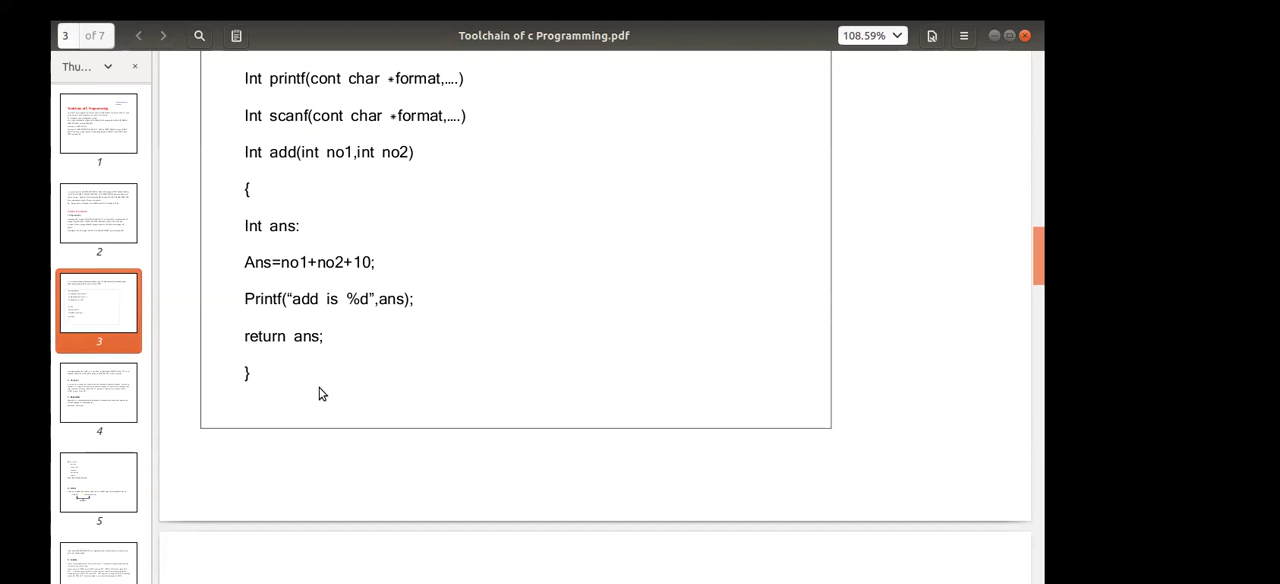 3 of 7
Toolchain of c Programming.pdf
108.59%
Thu...
1
2
3
4
5
Int printf(cont char *format,....)
Int scanf(cont char *format,....)
Int add(int no1,int no2)
{
Int ans:
Ans=no1+no2+10;
Printf(“add is %d”,ans);
return ans;
}